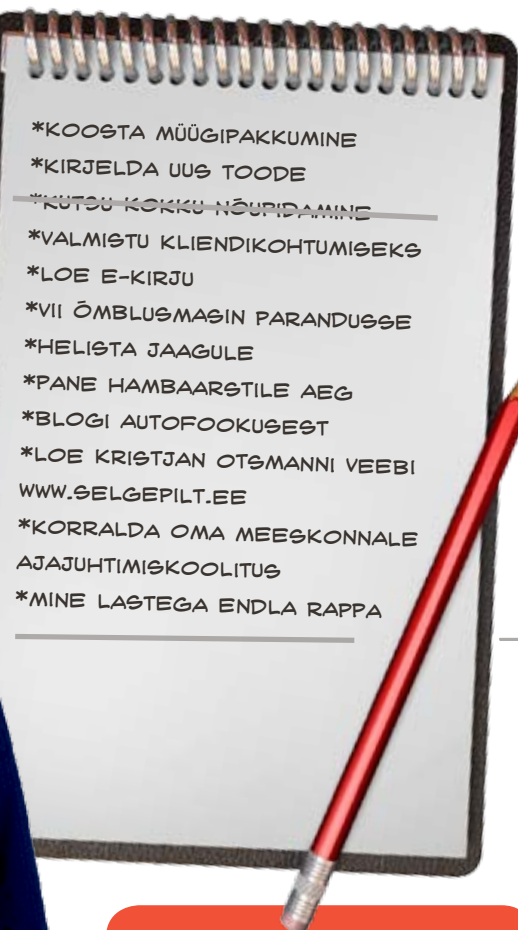 *KOOSTA MÜÜGIPAKKUMINE
*KIRJELDA UUS TOODE
*KUTSU KOKKU NÕUPIDAMINE
*VALMISTU KLIENDIKOHTUMISEKS
*LOE E-KIRJU
*VII ÕMBLUSMASIN PARANDUSSE
*HELISTA JAAGULE
*PANE HAMBAARSTILE AEG
*BLOGI AUTOFOOKUSEST
*LOE KRISTJAN OTSMANNI VEEBI
WWW.SELGEPILT.EE
*KORRALDA OMA MEESKONNALE
AJAJUHTIMISKOOLITUS
*MINE LASTEGA ENDLA RAPPA